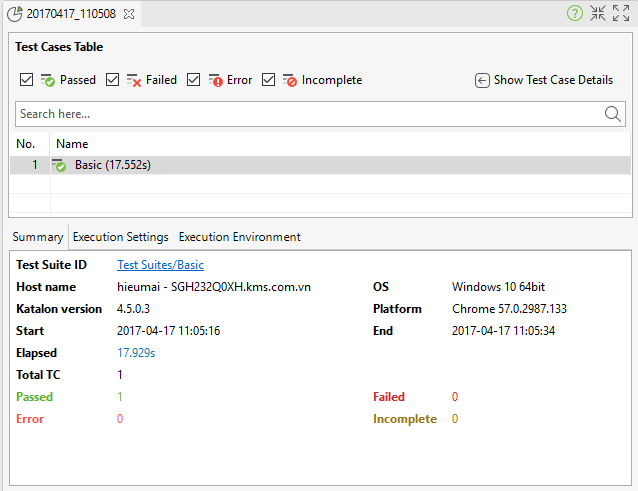 20170417_110508
Test Cases Table
Passed Failed Error Incomplete Show Test Case Details
Search here...
No. Name
1 Basic (17.552s)
Summary Execution Settings Execution Environment
Test Suite ID Test Suites/Basic
Host name hieumai - SGH232Q0XH.kms.com.vn OS Windows 10 64bit
Katalon version 4.5.0.3 Platform Chrome 57.0.2987.133
Start 2017-04-17 11:05:16 End 2017-04-17 11:05:34
Elapsed 17.929s
Total TC 1
Passed 1 Failed 0
Error 0 Incomplete 0